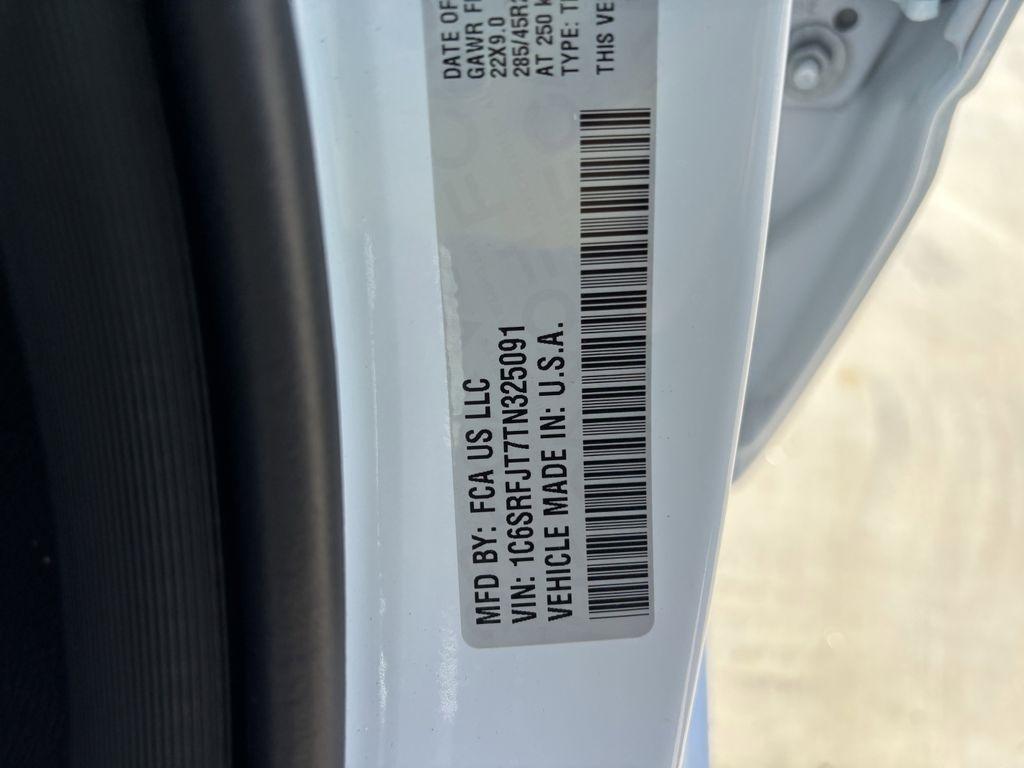 MFD BY: FCA US LLC
VIN: 1C6SRFJT7TN325091
VEHICLE MADE IN: U.S.A.
DATE OF
GAWR
22X9.0
285/45R2
AT 250
TYPE:
THIS VE